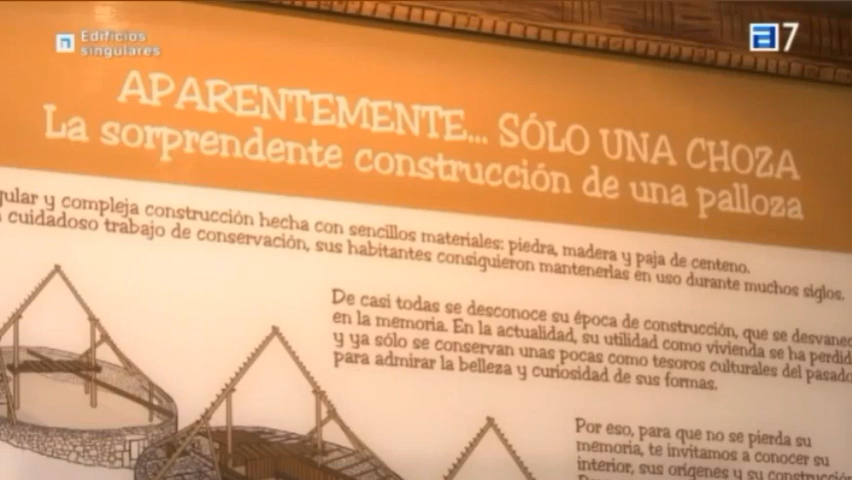 Edificios
singulares
a7
APARENTEMENTE... SÓLO UNA CHOZA
La sorprendente construcción de una palloza
y compleja construcción hecha con sencillos materiales: piedra, madera y paja de centeno.
cuidadoso trabajo de conservación, sus habitantes consiguieron mantenerlas en uso durante muchos siglos.
De casi todas se desconoce su época de construcción, que se desvanec
en la memoria. En la actualidad, su utilidad como vivienda se ha perdid
y ya sólo se conservan unas pocas como tesoros culturales del pasado
para admirar la belleza y curiosidad de sus formas.
Por eso, para que no se pierda su
memoria, te invitamos a conocer su
interior, sus orígenes y su construcción